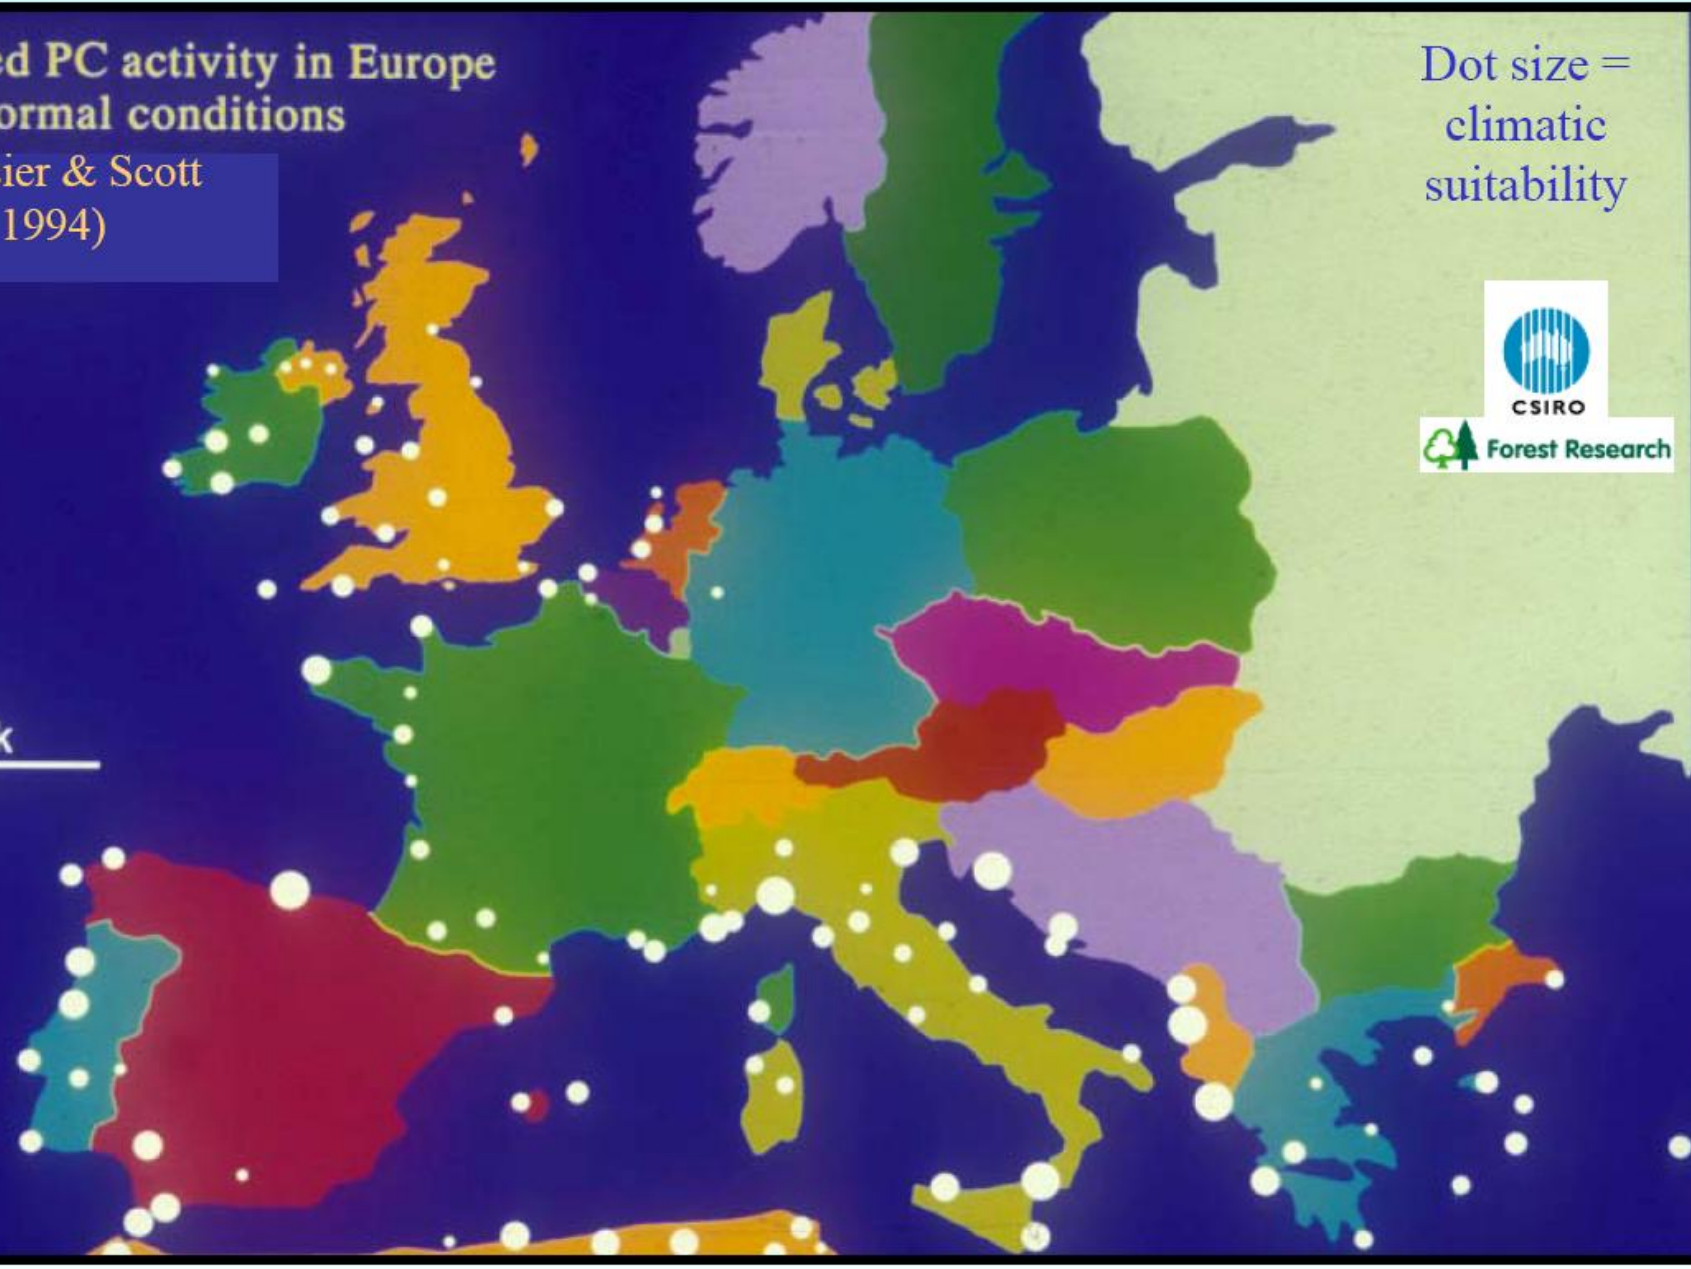 ed PC activity in Europe
ormal conditions
ier & Scott
1994)
Dot size =
climatic
suitability
CSIRO
Forest Research
k